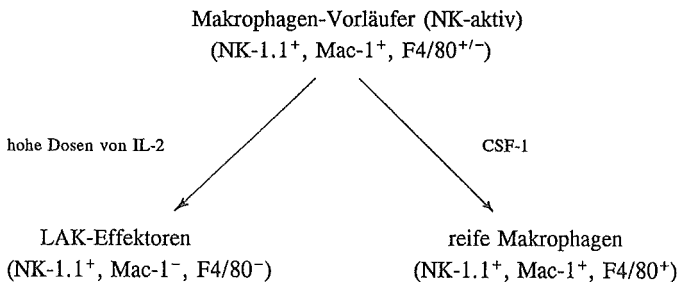 Makrophagen-Vorläufer (NK-aktiv)
(NK-1.1⁺, Mac-1⁺, F4/80⁺/⁻)
hohe Dosen von IL-2
CSF-1
LAK-Effektoren
(NK-1.1⁺, Mac-1⁻, F4/80⁻)
reife Makrophagen
(NK-1.1⁺, Mac-1⁺, F4/80⁺)